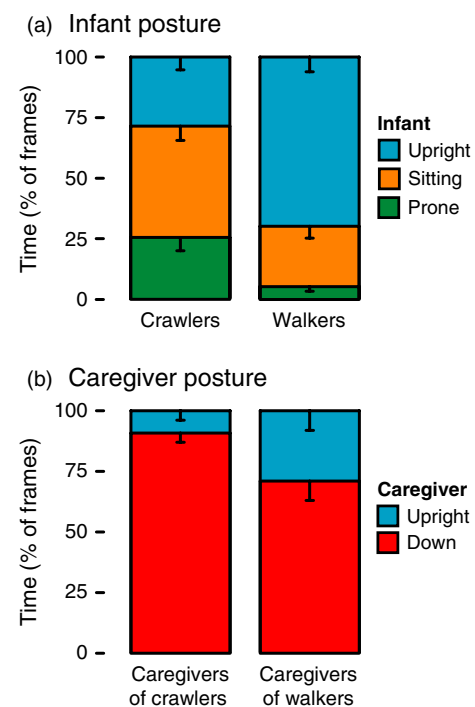 (a) Infant posture
100
75
50
25
0
Time (% of frames)
Crawlers
Walkers
Infant
Upright
Sitting
Prone
(b) Caregiver posture
100
75
50
25
0
Time (% of frames)
Caregivers
of crawlers
Caregivers
of walkers
Caregiver
Upright
Down